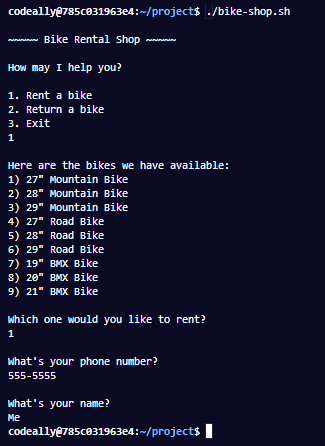 codeally@785c031963e4:~/project$ ./bike-shop.sh
~~~~~ Bike Rental Shop ~~~~~
How may I help you?
1. Rent a bike
2. Return a bike
3. Exit
1
Here are the bikes we have available:
1) 27" Mountain Bike
2) 28" Mountain Bike
3) 29" Mountain Bike
4) 27" Road Bike
5) 28" Road Bike
6) 29" Road Bike
7) 19" BMX Bike
8) 20" BMX Bike
9) 21" BMX Bike
Which one would you like to rent?
1
What's your phone number?
555-5555
What's your name?
Me
codeally@785c031963e4:~/project$